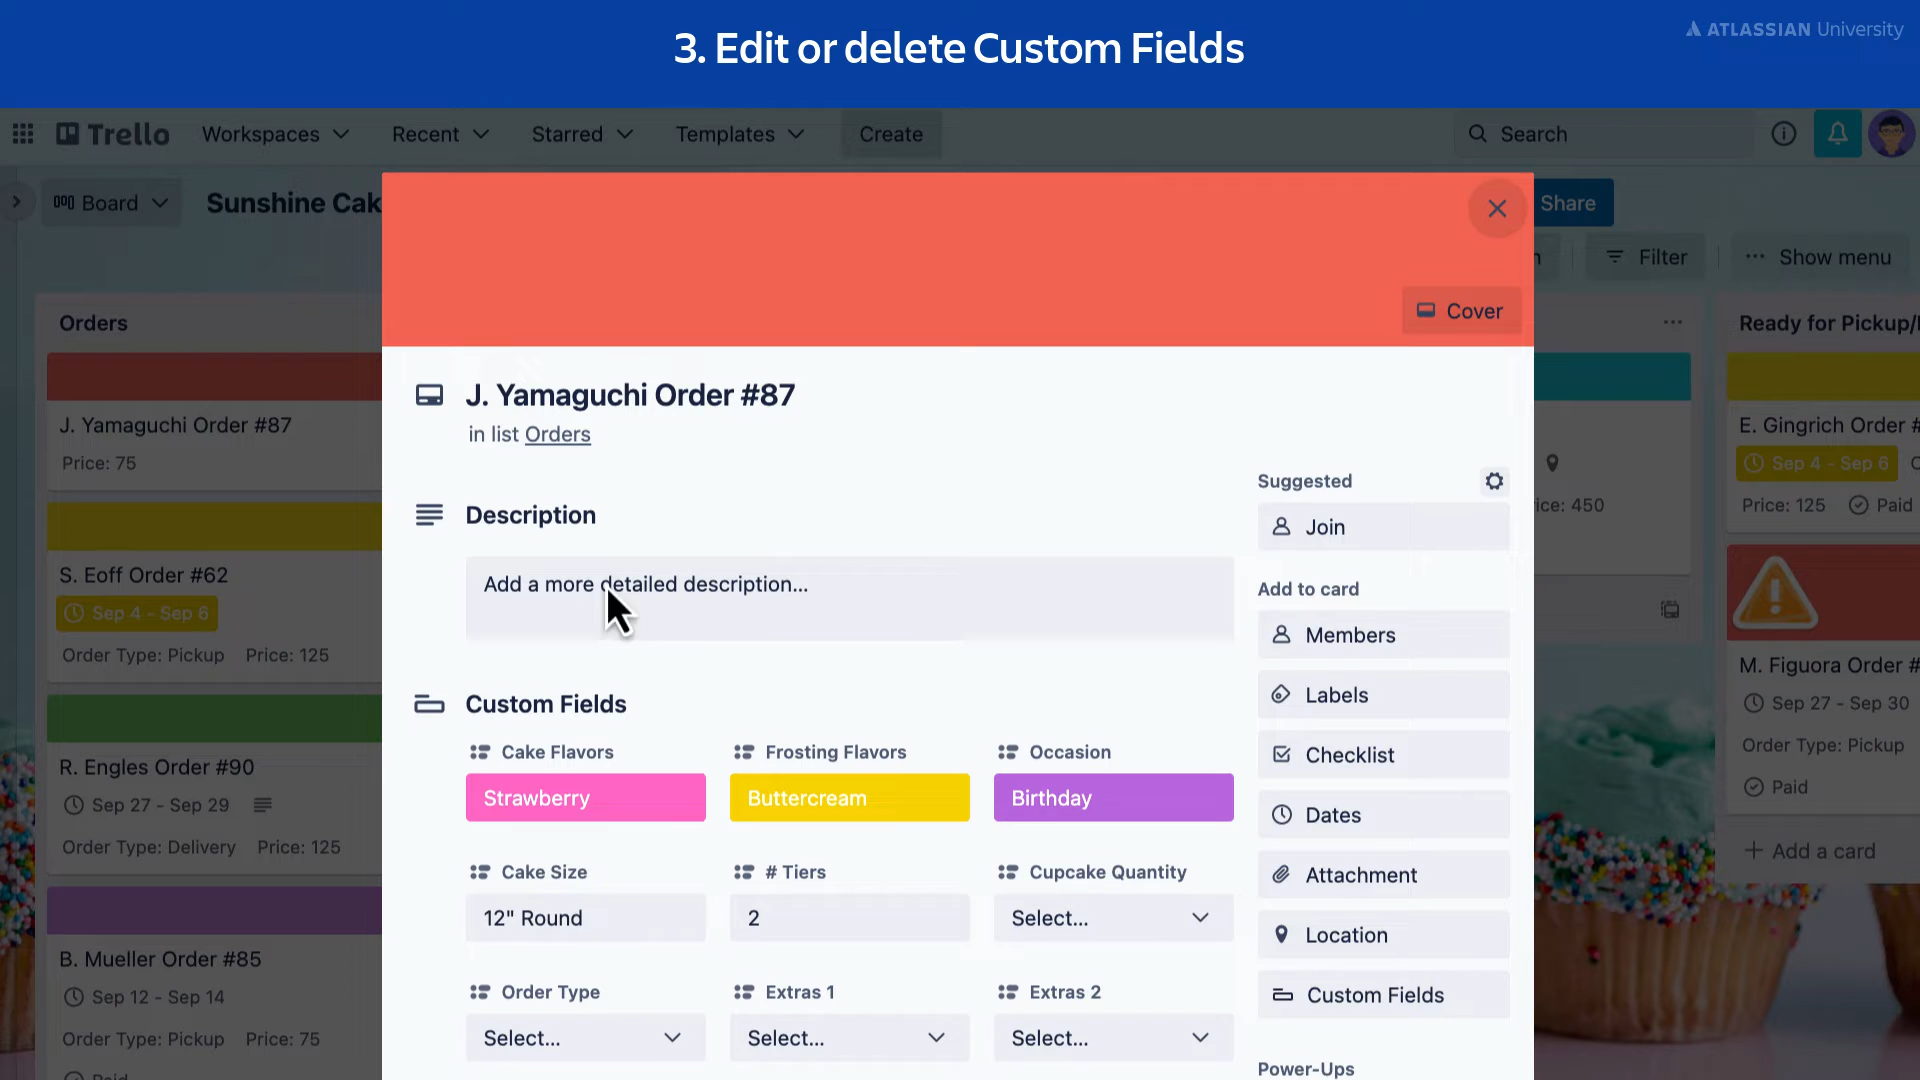 3. Edit or delete Custom Fields
ATLASSIAN University
Trello
Workspaces
Recent
Starred
Templates
Create
Search
Board
Sunshine Cak
Share
Filter
Show menu
Cover
Orders
J. Yamaguchi Order #87
Price: 75
S. Eoff Order #62
Sep 4 - Sep 6
Order Type: Pickup Price: 125
R. Engles Order #90
Sep 27 - Sep 29
Order Type: Delivery Price: 125
B. Mueller Order #85
Sep 12 - Sep 14
Order Type: Pickup Price: 75
Paid
J. Yamaguchi Order #87
in list Orders
Description
Add a more detailed description...
Custom Fields
Cake Flavors
Frosting Flavors
Occasion
Strawberry
Buttercream
Birthday
Cake Size
# Tiers
Cupcake Quantity
12" Round
2
Select...
Order Type
Extras 1
Extras 2
Select...
Select...
Select...
Suggested
Join
Add to card
Members
Labels
Checklist
Dates
Attachment
Location
Custom Fields
Power-Ups
ice: 450
Ready for Pickup/
E. Gingrich Order #
Sep 4 - Sep 6
Price: 125 Paid
M. Figuora Order #
Sep 27 - Sep 30
Order Type: Pickup
Paid
+ Add a card